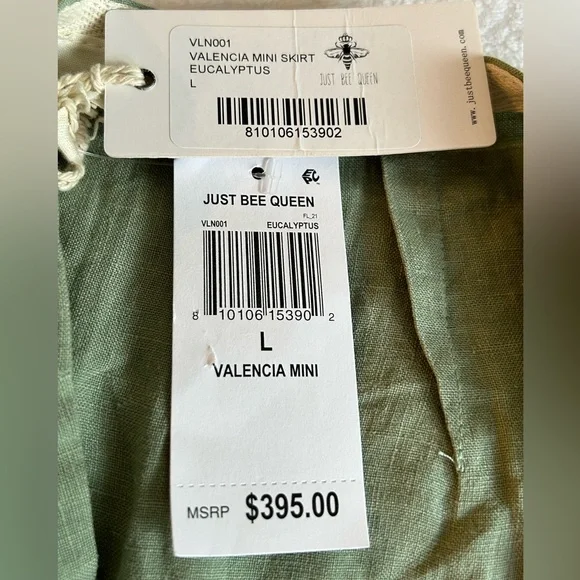 VLN001
VALENCIA MINI SKIRT
EUCALYPTUS
L
JUST BEE QUEEN
810106153902
www.justbeequeen.com
JUST BEE QUEEN
FL_21
VLN001 EUCALYPTUS
8 10106 15390 2
L
VALENCIA MINI
MSRP $395.00